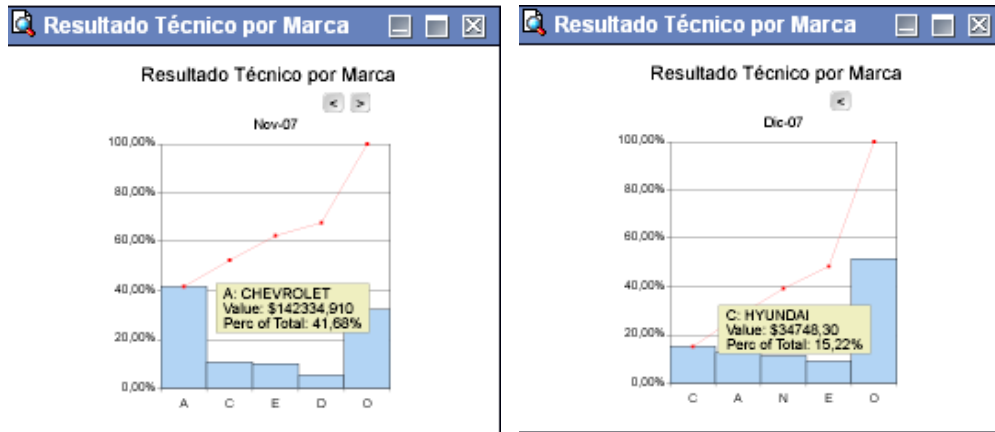 Resultado Técnico por Marca
Resultado Técnico por Marca
< >
Nov-07
100,00%
80,00%
60,00%
40,00%
20,00%
0,00%
A: CHEVROLET
Value: $142334,910
Perc of Total: 41,68%
A C E D O
Resultado Técnico por Marca
Resultado Técnico por Marca
<
Dic-07
100,00%
80,00%
60,00%
40,00%
20,00%
0,00%
C: HYUNDAI
Value: $34748,30
Perc of Total: 15,22%
C A N E O